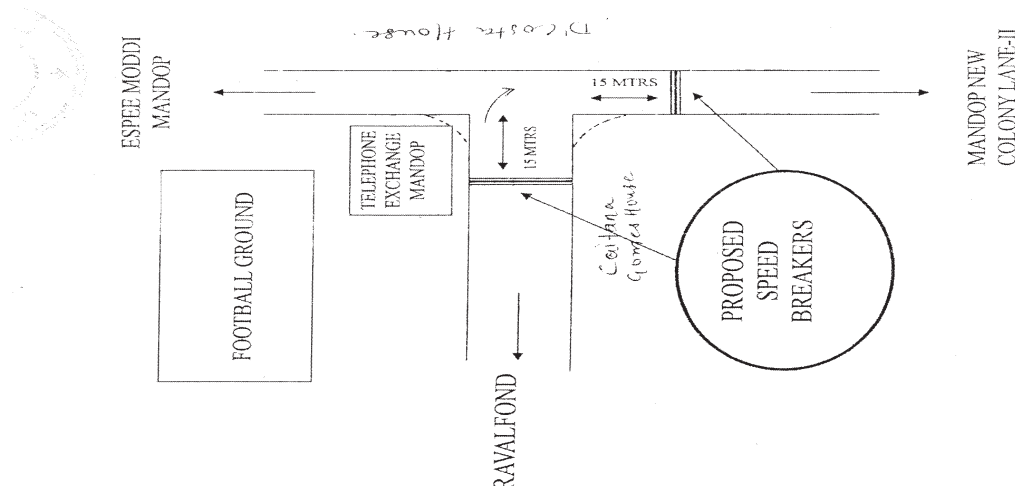 D'Costa House.
ESPEE MODDI
MANDOP
15 MTRS
MANDOP NEW
COLONY LANE-II
TELEPHONE
EXCHANGE
MANDOP
15 MTRS
FOOTBALL GROUND
Caitana
Gomes House
PROPOSED
SPEED
BREAKERS
RAVALFOND